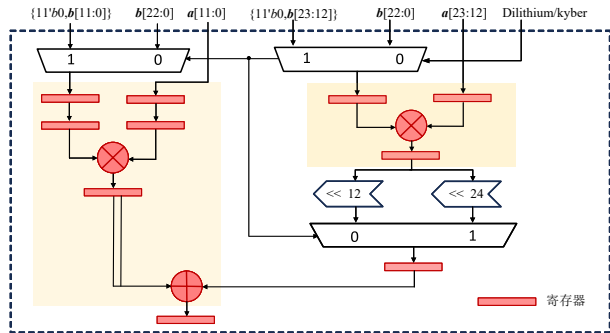 {11'b0,b[11:0]} b[22:0] a[11:0] {11'b0,b[23:12]} b[22:0] a[23:12] Dilithium/kyber
1 0 1 0
<< 12 << 24
0 1
寄存器